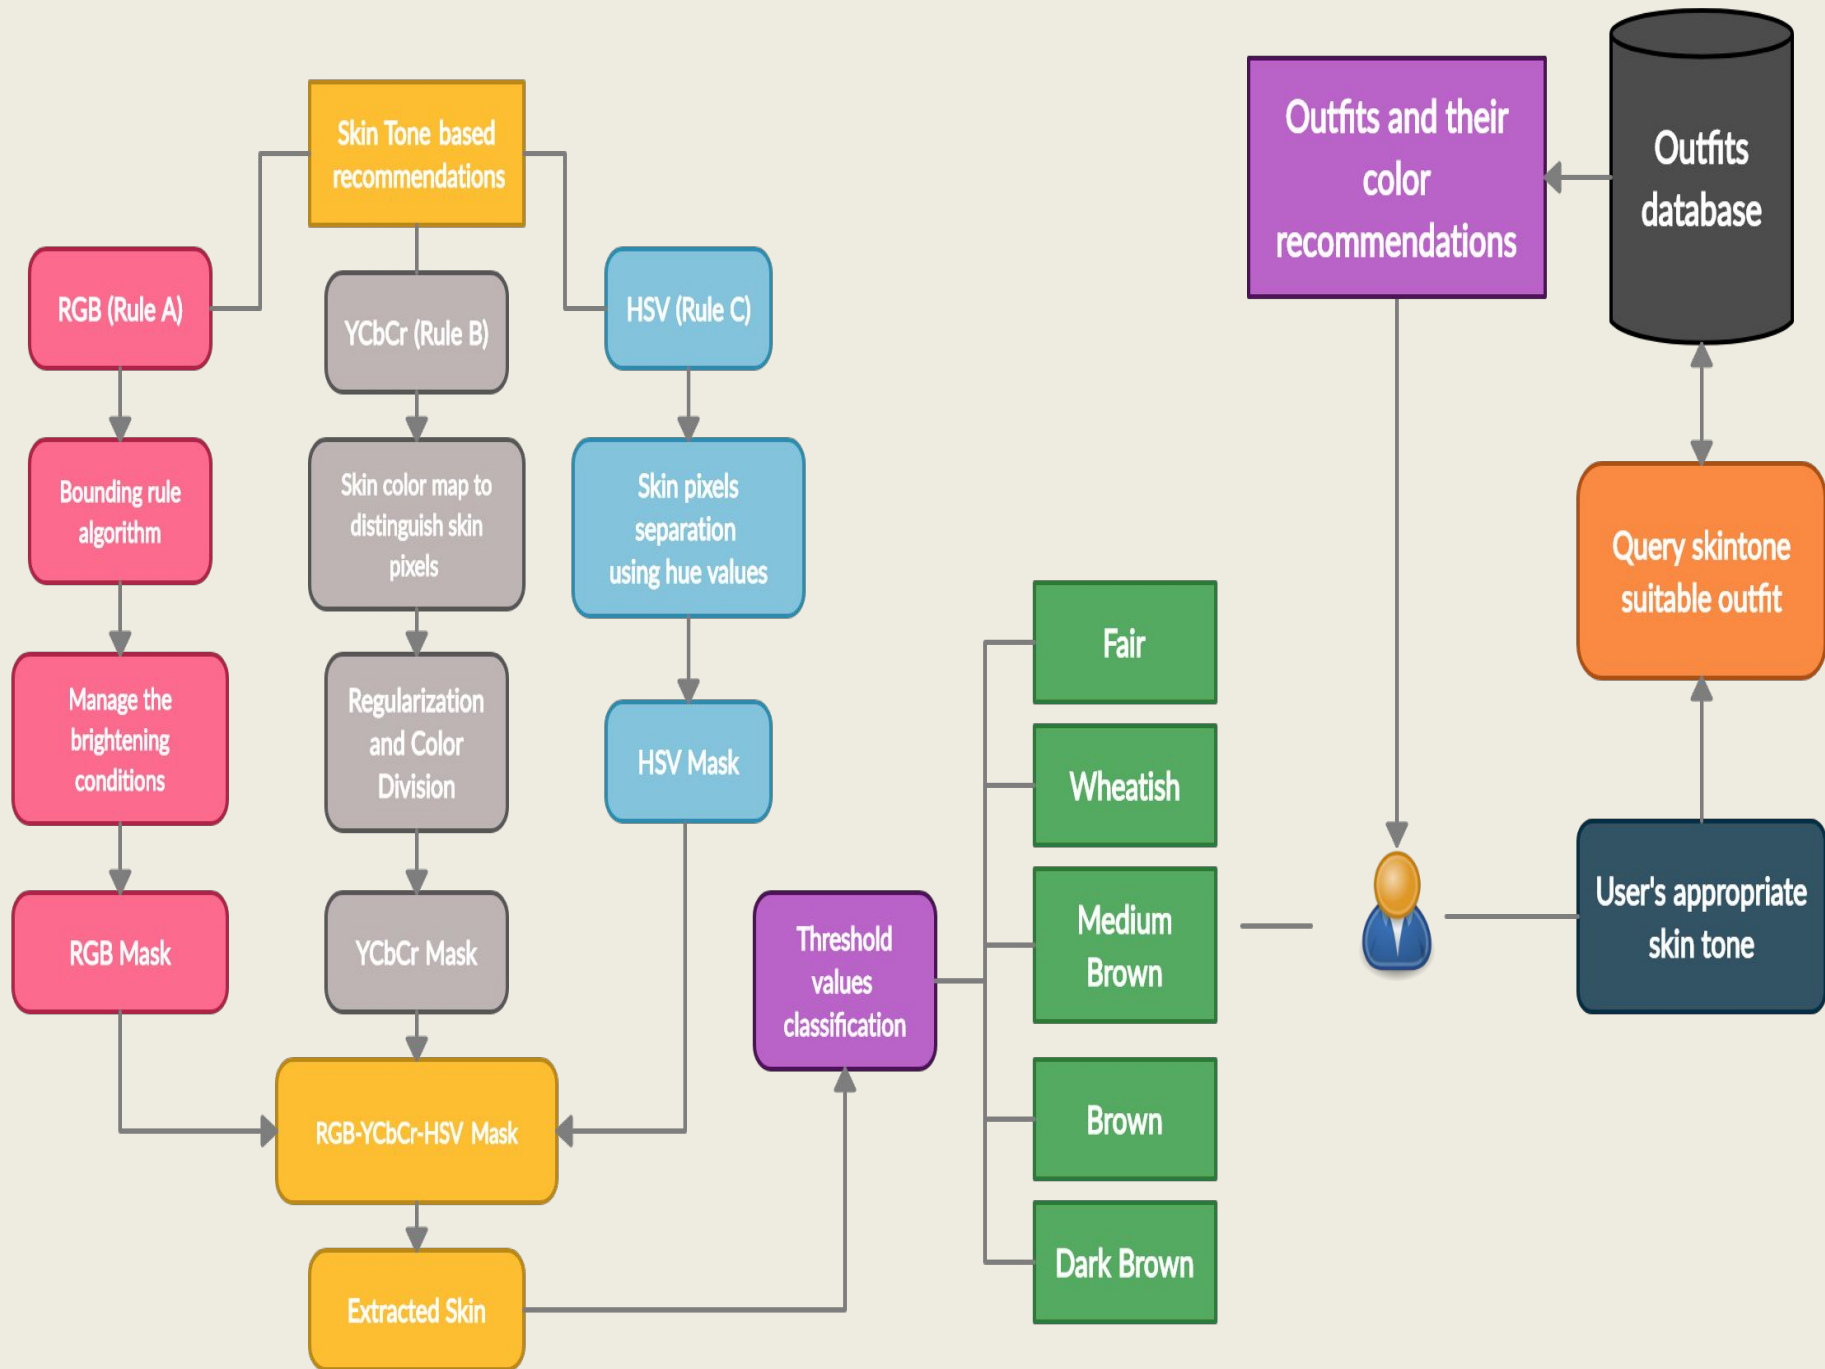 Skin Tone based
recommendations
RGB (Rule A)
YCbCr (Rule B)
HSV (Rule C)
Bounding rule
algorithm
Skin color map to
distinguish skin
pixels
Skin pixels
separation
using hue values
Manage the
brightening
conditions
Regularization
and Color
Division
HSV Mask
RGB Mask
YCbCr Mask
RGB-YCbCr-HSV Mask
Extracted Skin
Threshold
values
classification
Fair
Wheatish
Medium
Brown
Brown
Dark Brown
User's appropriate
skin tone
Query skintone
suitable outfit
Outfits
database
Outfits and their
color
recommendations